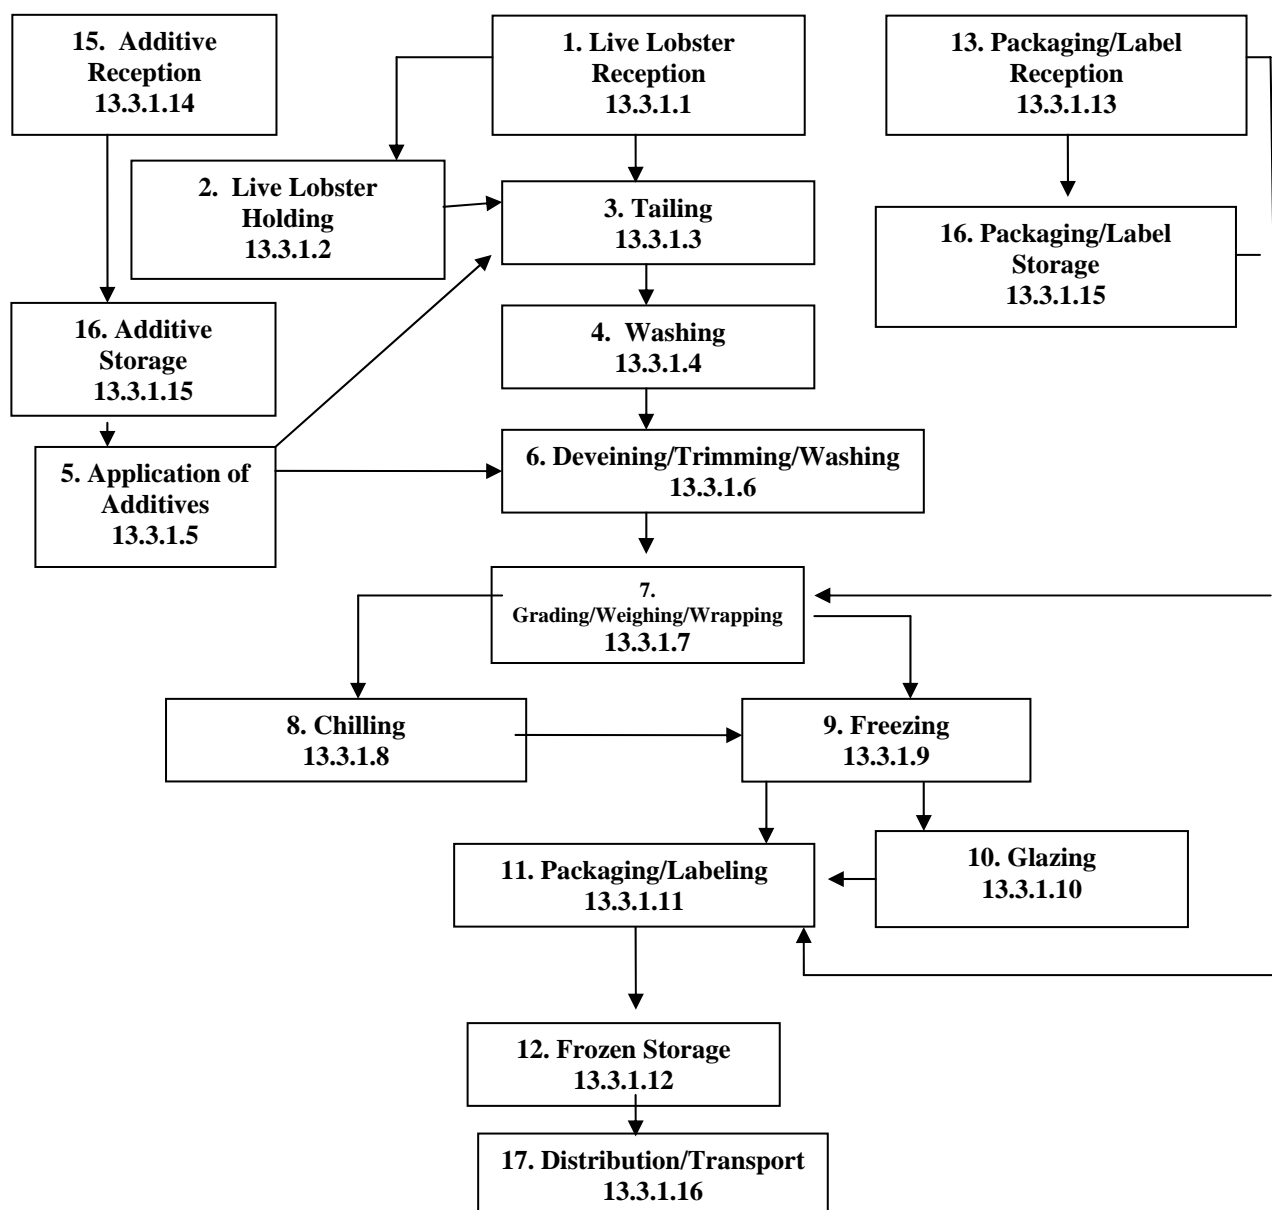 15. Additive
Reception
13.3.1.14
1. Live Lobster
Reception
13.3.1.1
13. Packaging/Label
Reception
13.3.1.13
2. Live Lobster
Holding
13.3.1.2
3. Tailing
13.3.1.3
16. Packaging/Label
Storage
13.3.1.15
16. Additive
Storage
13.3.1.15
4. Washing
13.3.1.4
5. Application of
Additives
13.3.1.5
6. Deveining/Trimming/Washing
13.3.1.6
7.
Grading/Weighing/Wrapping
13.3.1.7
8. Chilling
13.3.1.8
9. Freezing
13.3.1.9
11. Packaging/Labeling
13.3.1.11
10. Glazing
13.3.1.10
12. Frozen Storage
13.3.1.12
17. Distribution/Transport
13.3.1.16